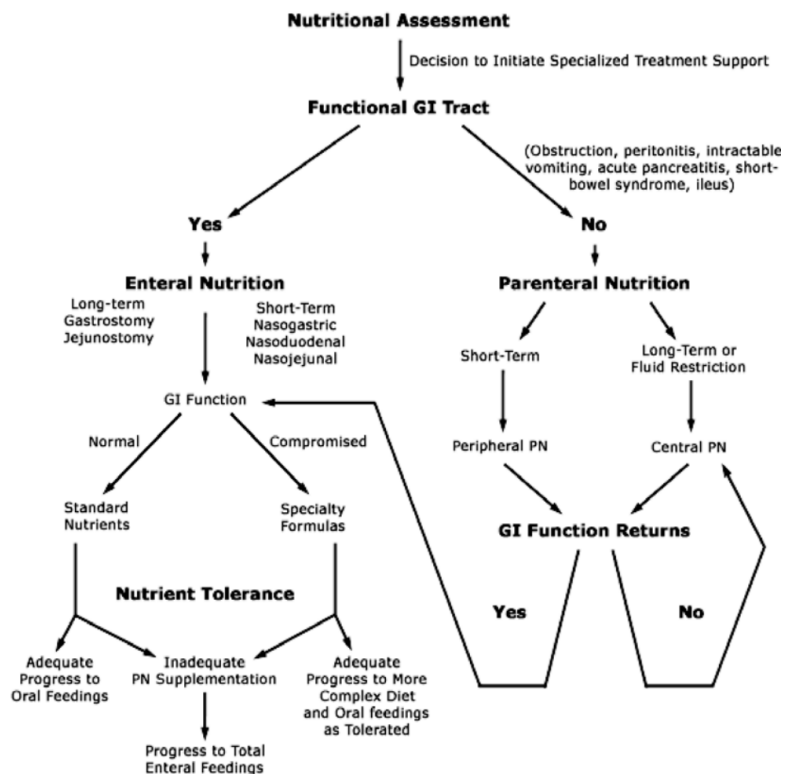 Nutritional Assessment
Decision to Initiate Specialized Treatment Support
Functional GI Tract
(Obstruction, peritonitis, intractable
vomiting, acute pancreatitis, short-
bowel syndrome, ileus)
Yes
No
Enteral Nutrition
Parenteral Nutrition
Long-term
Gastrostomy
Jejunostomy
Short-Term
Nasogastric
Nasoduodenal
Nasojejunal
Short-Term
Long-Term or
Fluid Restriction
GI Function
Normal
Compromised
Peripheral PN
Central PN
Standard
Nutrients
Specialty
Formulas
GI Function Returns
Nutrient Tolerance
Yes
No
Adequate
Progress to
Oral Feedings
Inadequate
PN Supplementation
Adequate
Progress to More
Complex Diet
and Oral feedings
as Tolerated
Progress to Total
Enteral Feedings